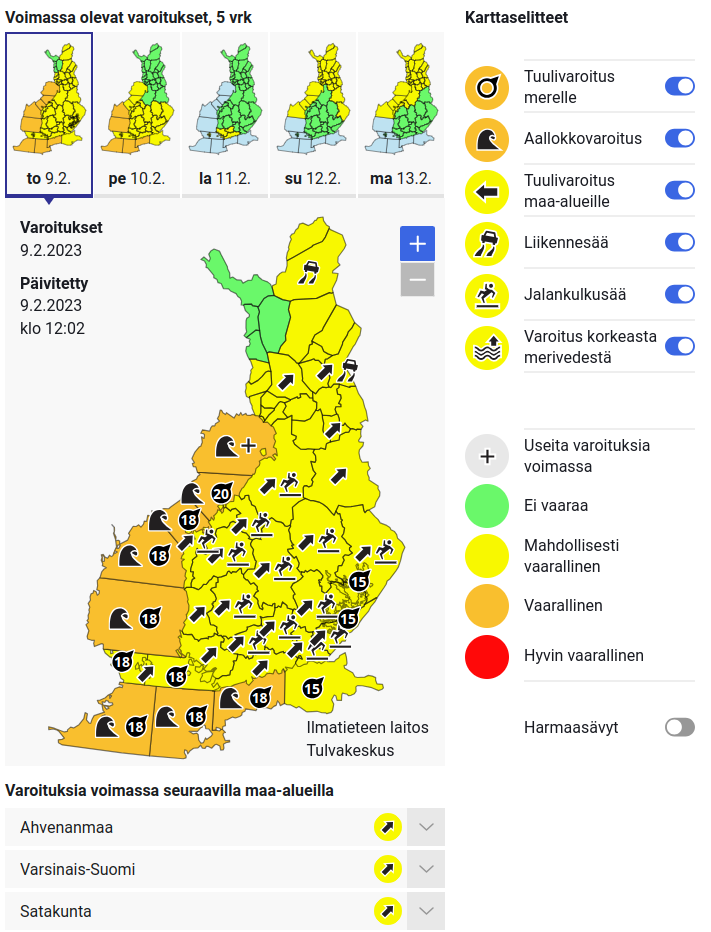 Voimassa olevat varoitukset, 5 vrk
to 9.2.
pe 10.2.
la 11.2.
su 12.2.
ma 13.2.
Varoitukset
9.2.2023
Päivitetty
9.2.2023
klo 12:02
+
−
+
20
18
18
15
18
15
18
18
15
18
18
18
Ilmatieteen laitos
Tulvakeskus
Varoituksia voimassa seuraavilla maa-alueilla
Ahvenanmaa
Varsinais-Suomi
Satakunta
Karttaselitteet
Tuulivaroitus
merelle
Aallokkovaroitus
Tuulivaroitus
maa-alueille
Liikennesää
Jalankulkusää
Varoitus korkeasta
merivedestä
+
Useita varoituksia
voimassa
Ei vaaraa
Mahdollisesti
vaarallinen
Vaarallinen
Hyvin vaarallinen
Harmaasävyt